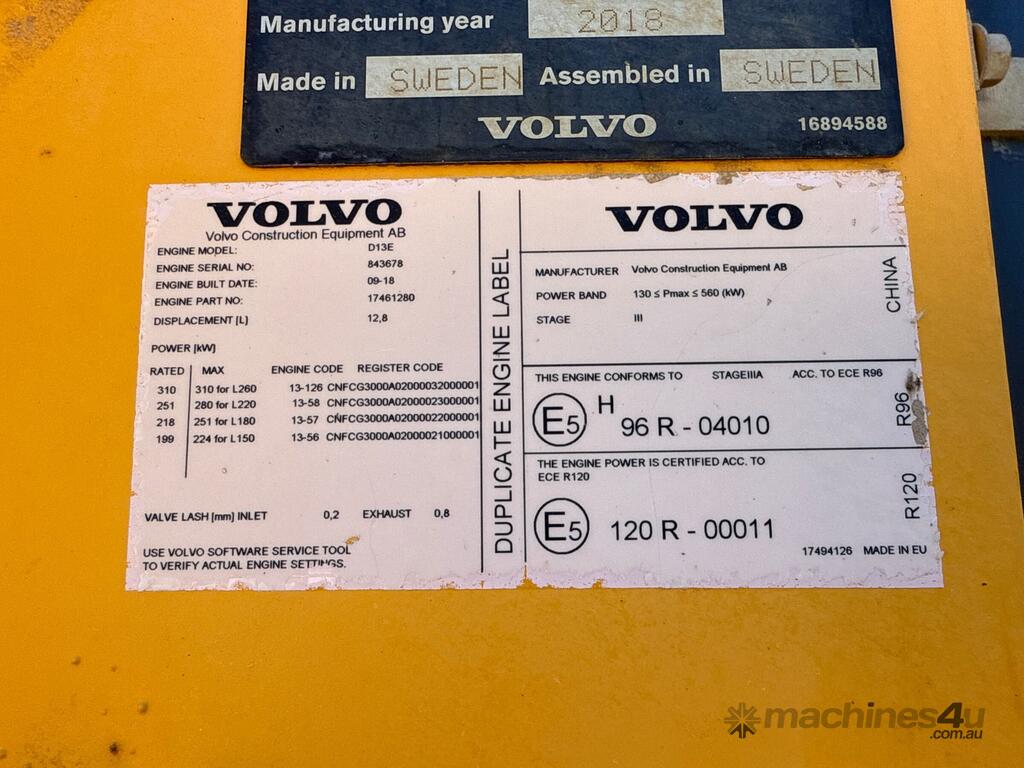 Manufacturing year 2018
Made in SWEDEN Assembled in SWEDEN
VOLVO 16894588
VOLVO
Volvo Construction Equipment AB
ENGINE MODEL: D13E
ENGINE SERIAL NO: 843678
ENGINE BUILT DATE: 09-18
ENGINE PART NO: 17461280
DISPLACEMENT [L] 12,8
POWER [kW]
RATED MAX ENGINE CODE REGISTER CODE
310 310 for L260 13-126 CNFCG3000A02000032000001
251 280 for L220 13-58 CNFCG3000A02000023000001
218 251 for L180 13-57 CNFCG3000A02000022000001
199 224 for L150 13-56 CNFCG3000A02000021000001
VALVE LASH [mm] INLET 0,2 EXHAUST 0,8
USE VOLVO SOFTWARE SERVICE TOOL
TO VERIFY ACTUAL ENGINE SETTINGS.
DUPLICATE ENGINE LABEL
VOLVO
MANUFACTURER Volvo Construction Equipment AB
POWER BAND 130 ≤ Pmax ≤ 560 (kW)
STAGE III
CHINA
THIS ENGINE CONFORMS TO STAGEIIIA ACC. TO ECE R96
E5 H 96 R - 04010
R96
THE ENGINE POWER IS CERTIFIED ACC. TO
ECE R120
E5 120 R - 00011
R120
17494126 MADE IN EU
machines4u
.com.au